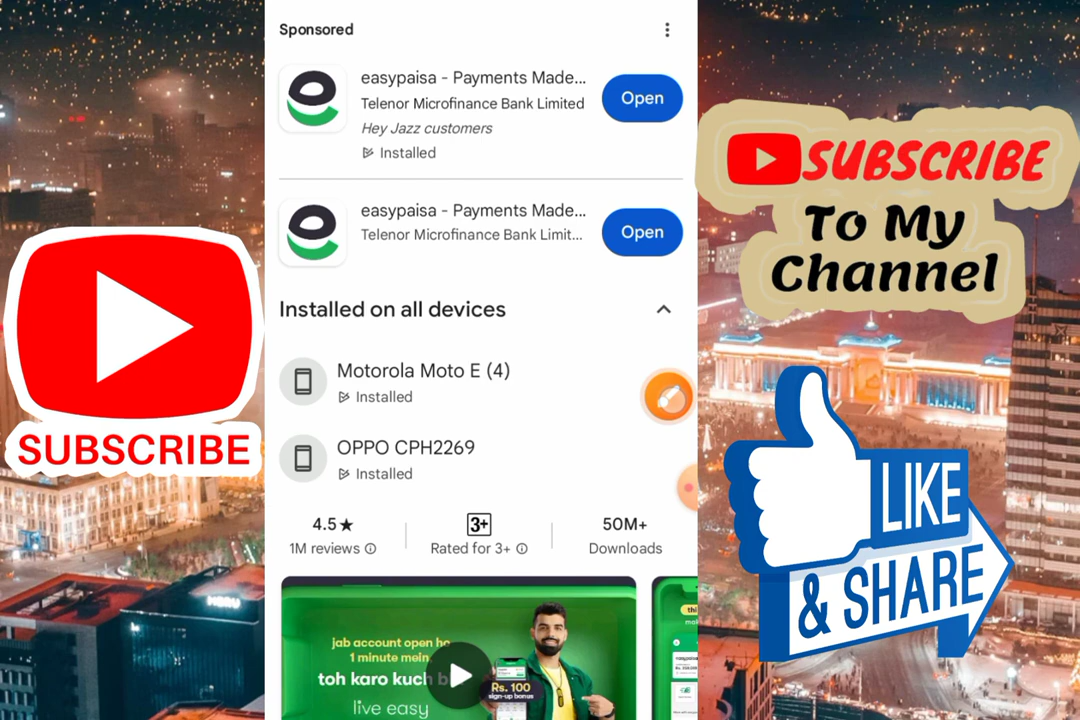 Sponsored
easypaisa - Payments Made...
Telenor Microfinance Bank Limited
Hey Jazz customers
Installed
Open
easypaisa - Payments Made...
Telenor Microfinance Bank Limit...
Open
Installed on all devices
Motorola Moto E (4)
Installed
OPPO CPH2269
Installed
4.5★
1M reviews
3+
Rated for 3+
50M+
Downloads
jab account open ho
1 minute mein
toh karo kuch b
live easy
Rs. 100
sign-up bonus
SUBSCRIBE
SUBSCRIBE
To My
Channel
LIKE
& SHARE